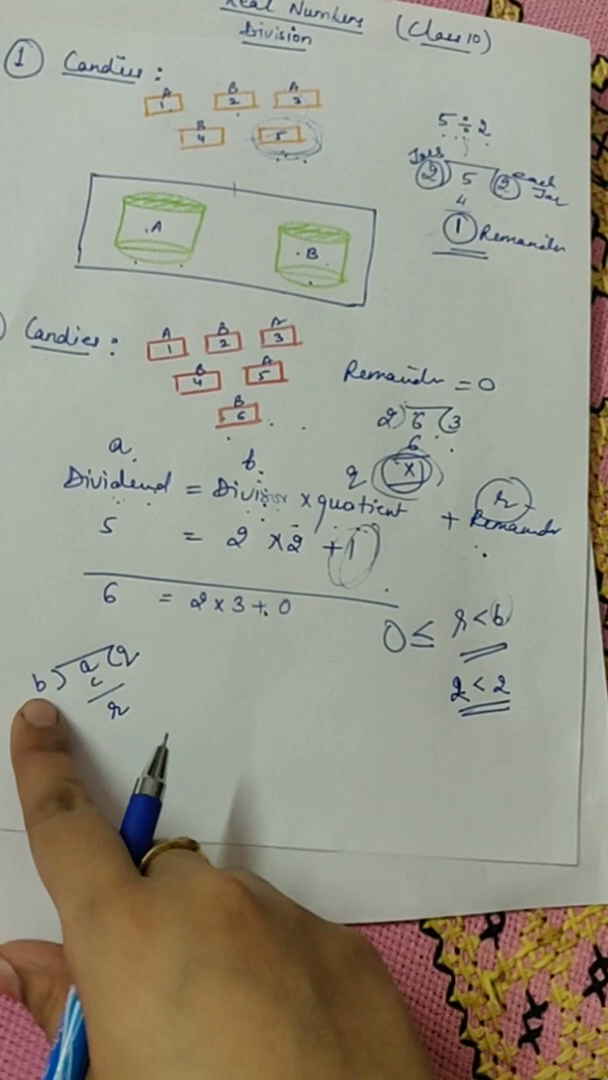 Real Numbers (Class 10)
Division
1 Candies :
A B A
1 2 3
B
4 5
5 ÷ 2
Jars 2) 5 (2 each Jar
4
1 Remainder
A B
Candies :
A B A
1 2 3
B A
4 5
B
6
Remainder = 0
2) 6 (3
6
x
a b q r
Dividend = Divisor x quotient + Remainder
5 = 2 x 2 + 1
6 = 2 x 3 + 0
0 ≤ r < b
2 < 2
b) a (q
r